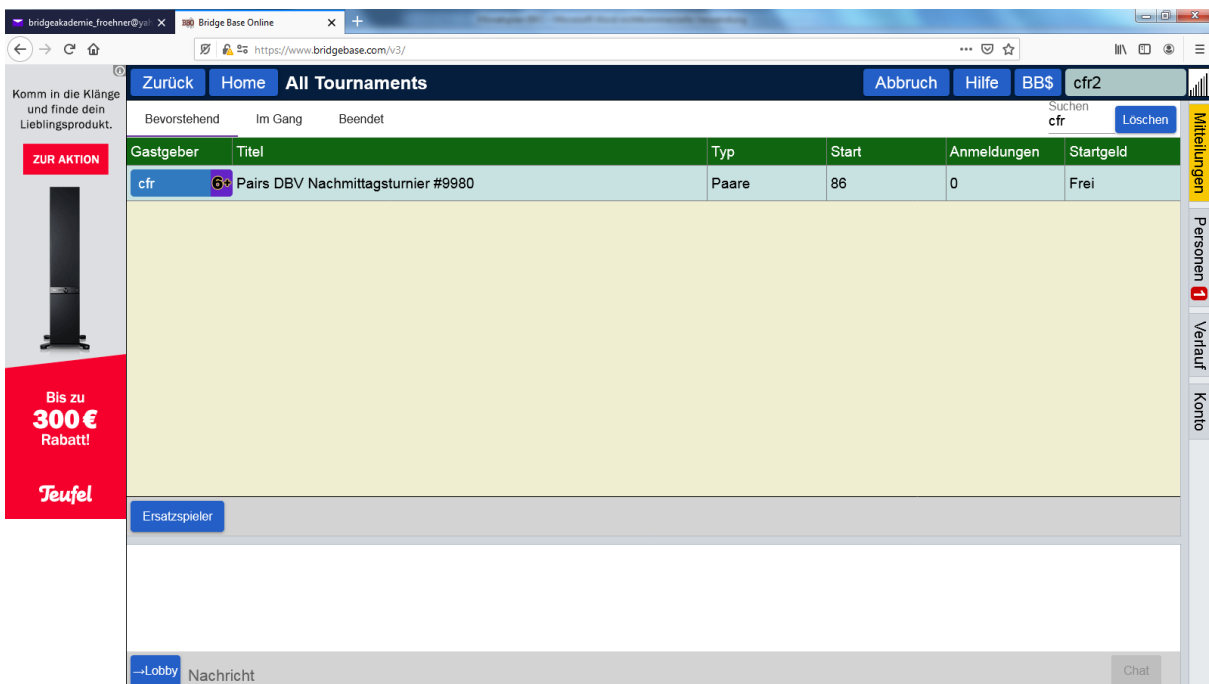 bridgeakademie_froehner@yah
Bridge Base Online
https://www.bridgebase.com/v3/
Komm in die Klänge
und finde dein
Lieblingsprodukt.
ZUR AKTION
Bis zu
300 €
Rabatt!
Teufel
Zurück Home All Tournaments Abbruch Hilfe BB$ cfr2
Bevorstehend Im Gang Beendet Suchen
cfr Löschen
Gastgeber Titel Typ Start Anmeldungen Startgeld
cfr 6+ Pairs DBV Nachmittagsturnier #9980 Paare 86 0 Frei
Ersatzspieler
→Lobby Nachricht Chat
Mitteilungen
Personen 1
Verlauf
Konto